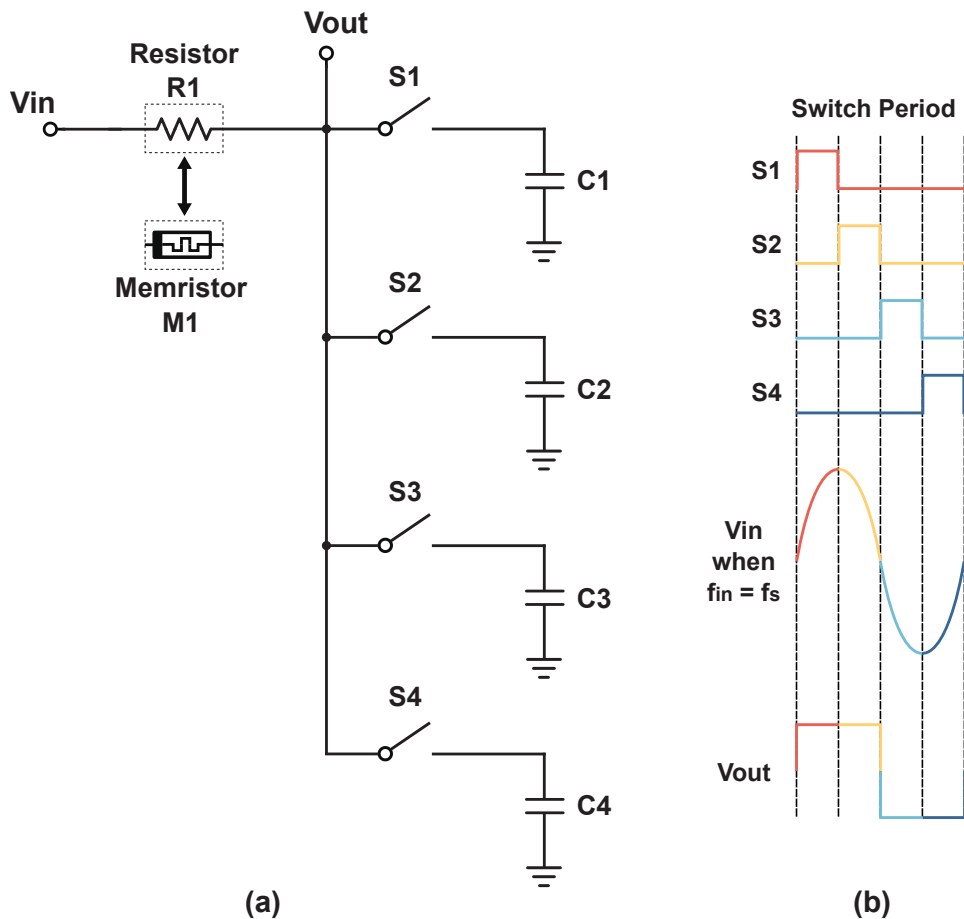 Vout
Resistor
R1
Vin
S1
C1
Memristor
M1
S2
C2
S3
C3
S4
C4
(a)
Switch Period
S1
S2
S3
S4
Vin
when
fin = fs
Vout
(b)